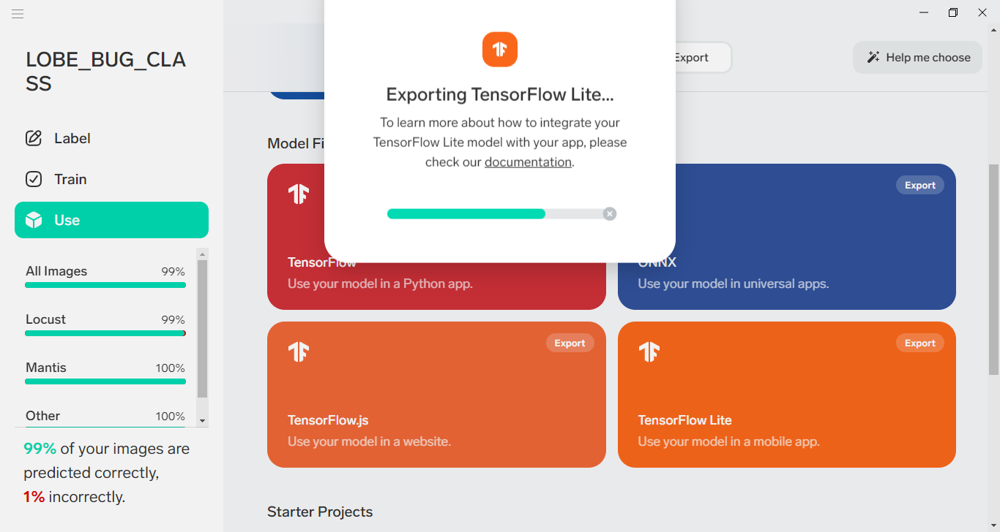 LOBE_BUG_CLA
SS
Label
Train
Use
All Images 99%
Locust 99%
Mantis 100%
Other 100%
99% of your images are
predicted correctly,
1% incorrectly.
Export
Help me choose
Exporting TensorFlow Lite...
To learn more about how to integrate your
TensorFlow Lite model with your app, please
check our documentation.
Model Fi
TensorFlow
Use your model in a Python app.
Export
ONNX
Use your model in universal apps.
Export
TensorFlow.js
Use your model in a website.
Export
TensorFlow Lite
Use your model in a mobile app.
Starter Projects